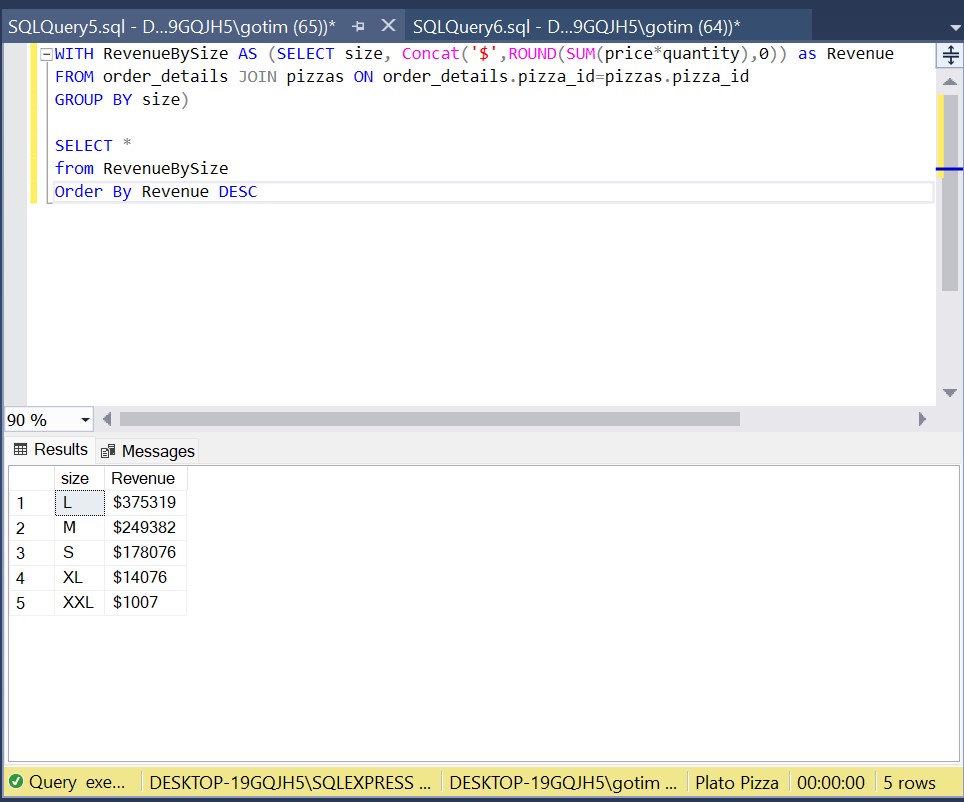 SQLQuery5.sql - D...9GQJH5\gotim (65))* SQLQuery6.sql - D...9GQJH5\gotim (64))*
WITH RevenueBySize AS (SELECT size, Concat('$',ROUND(SUM(price*quantity),0)) as Revenue
FROM order_details JOIN pizzas ON order_details.pizza_id=pizzas.pizza_id
GROUP BY size)
SELECT *
from RevenueBySize
Order By Revenue DESC
90 %
Results Messages
size Revenue
1 L $375319
2 M $249382
3 S $178076
4 XL $14076
5 XXL $1007
Query exe... DESKTOP-19GQJH5\SQLEXPRESS ... DESKTOP-19GQJH5\gotim ... Plato Pizza 00:00:00 5 rows